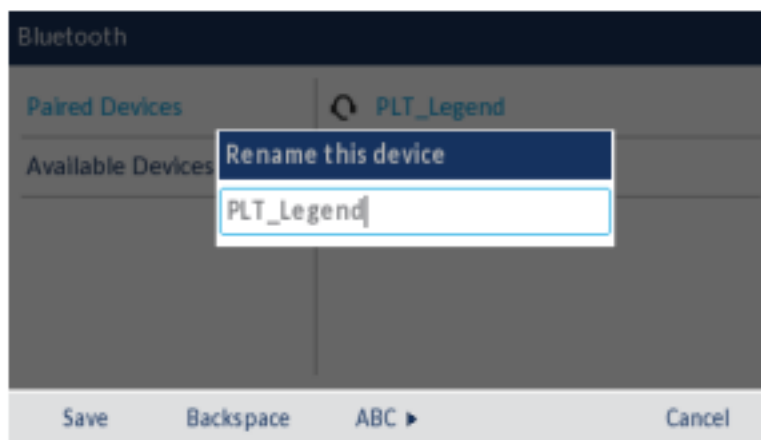 Bluetooth
Paired Devices
PLT_Legend
Available Devices
Rename this device
PLT_Legend
Save Backspace ABC Cancel